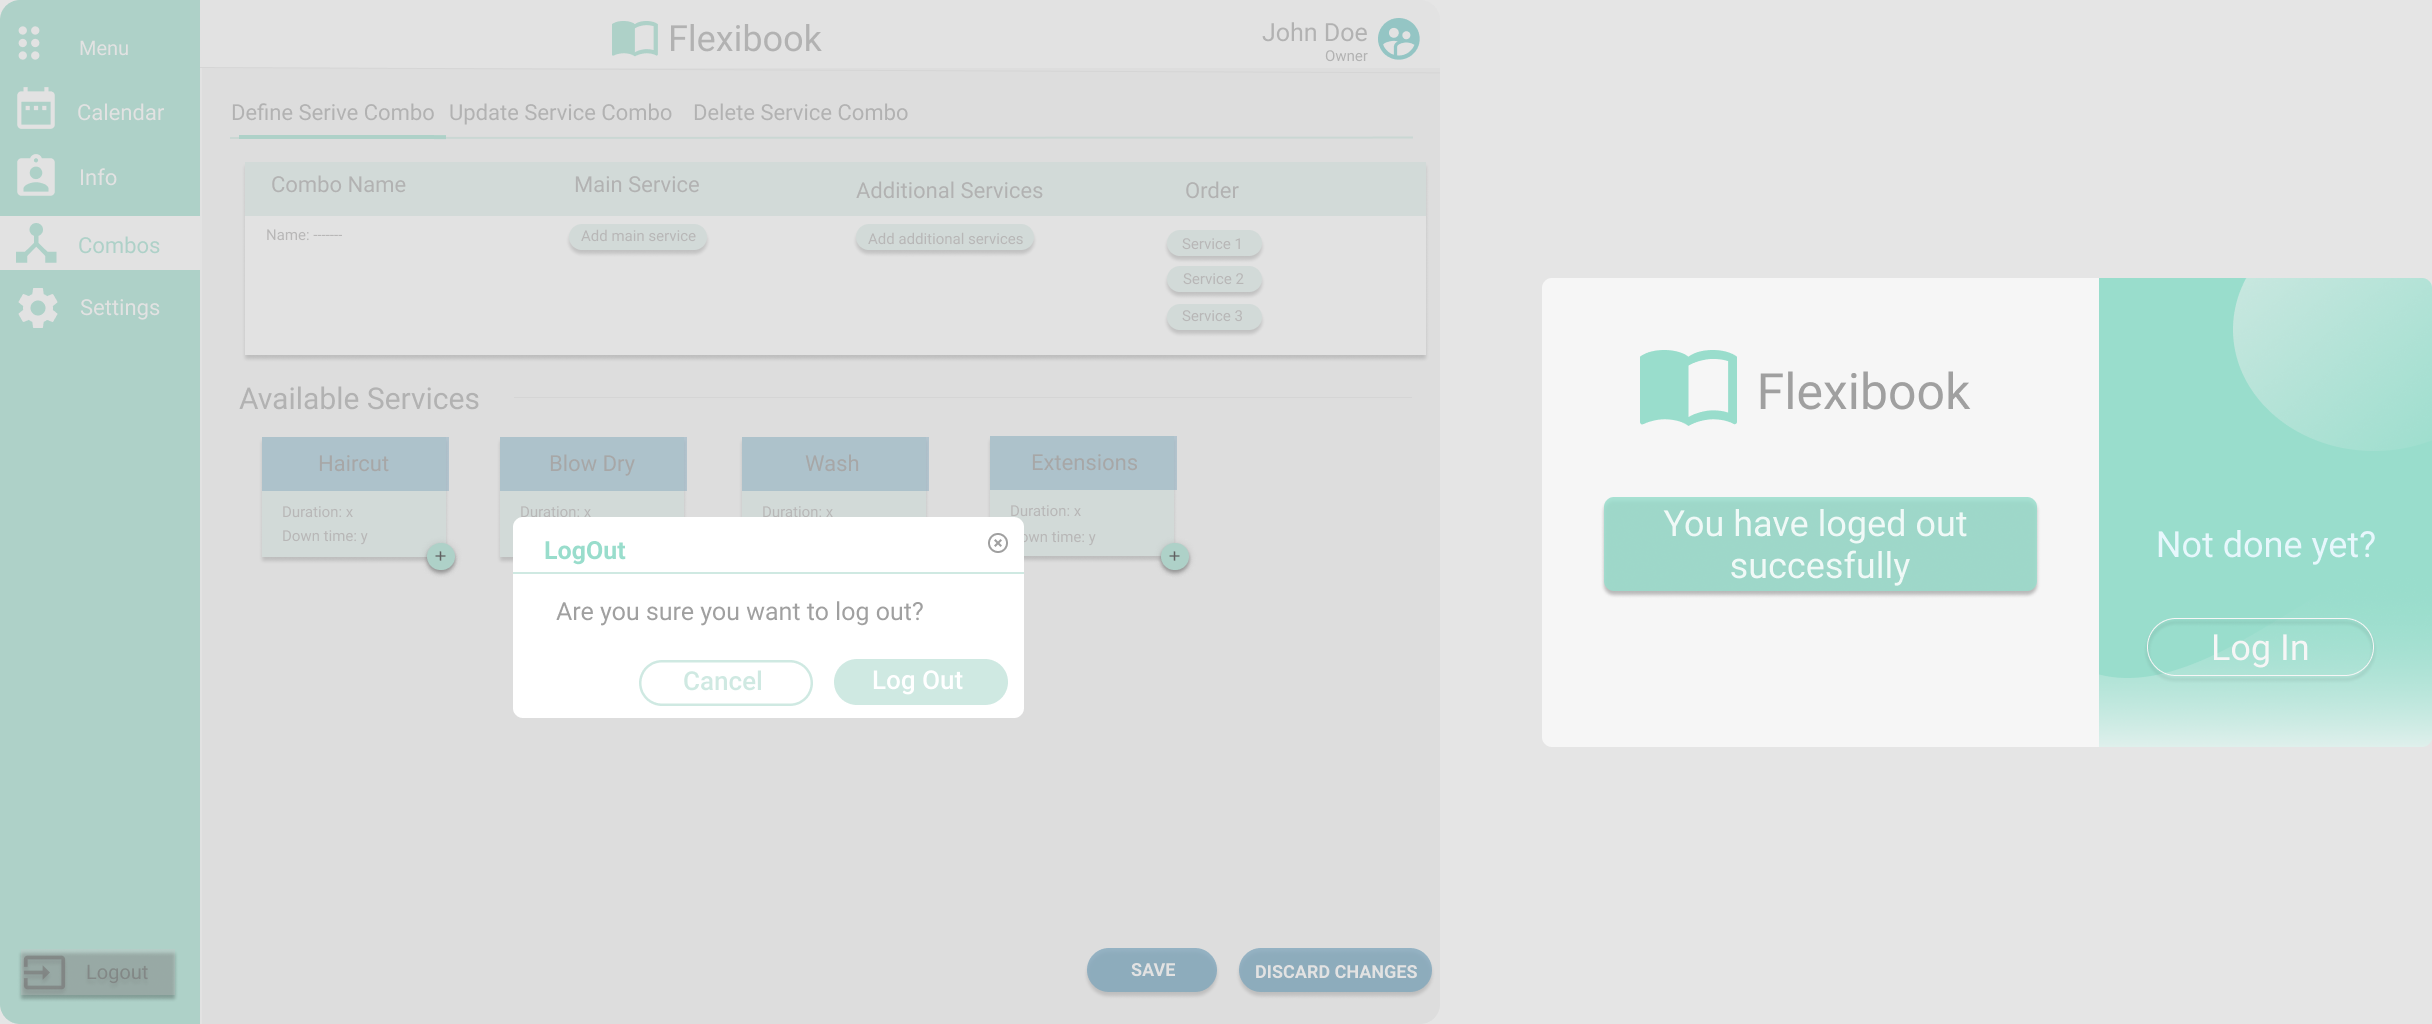 Menu
Calendar
Info
Combos
Settings
Logout
Flexibook
John Doe
Owner
Define Serive Combo
Update Service Combo
Delete Service Combo
Combo Name
Main Service
Additional Services
Order
Name: -------
Add main service
Add additional services
Service 1
Service 2
Service 3
Available Services
Haircut
Duration: x
Down time: y
+
Blow Dry
Duration: x
Wash
Duration: x
Extensions
Duration: x
own time: y
+
LogOut
Are you sure you want to log out?
Cancel
Log Out
SAVE
DISCARD CHANGES
Flexibook
You have loged out
succesfully
Not done yet?
Log In